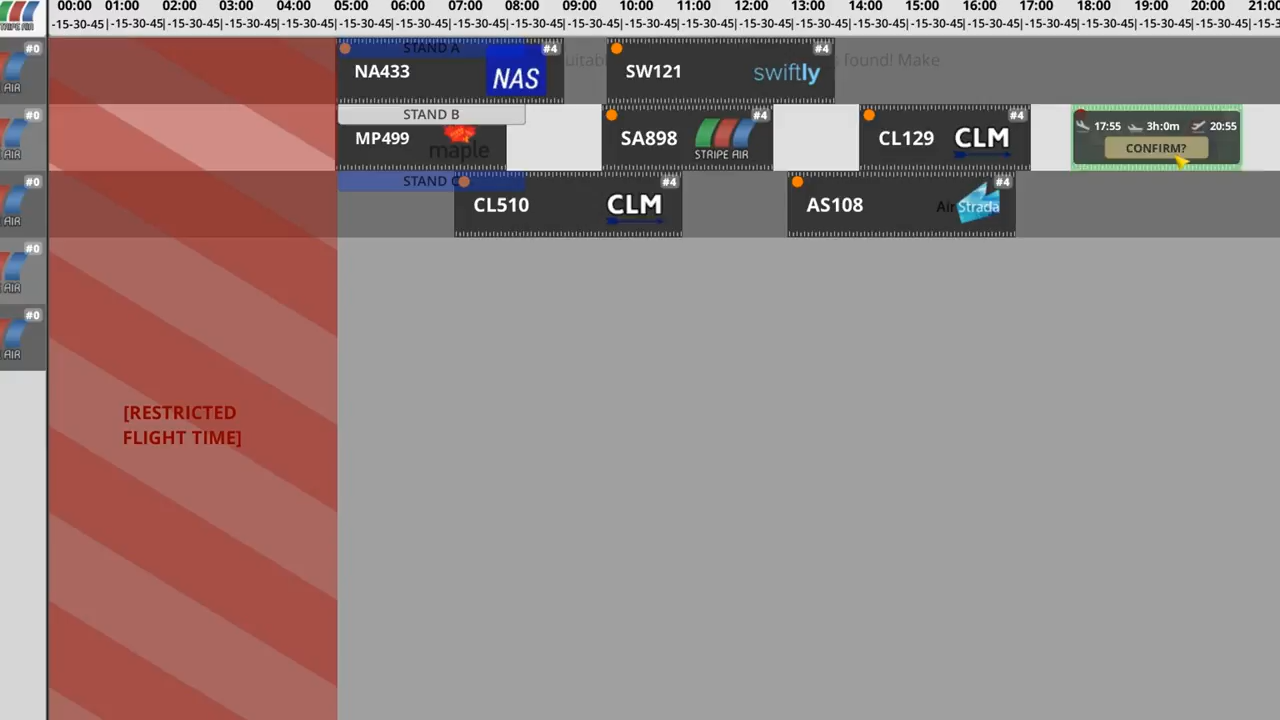 00:00 01:00 02:00 03:00 04:00 05:00 06:00 07:00 08:00 09:00 10:00 11:00 12:00 13:00 14:00 15:00 16:00 17:00 18:00 19:00 20:00 21:00
-15-30-45|-15-30-45|-15-30-45|-15-30-45|-15-30-45|-15-30-45|-15-30-45|-15-30-45|-15-30-45|-15-30-45|-15-30-45|-15-30-45|-15-30-45|-15-30-45|-15-30-45|-15-30-45|-15-30-45|-15-30-45|-15-30-45|-15-30-45|-15-30-45|-15-30
#0 STAND A #4 #4
NA433 NAS SW121 swiftly found! Make
AIR
#0 STAND B #4 #4 17:55 3h:0m 20:55
MP499 maple SA898 STRIPE AIR CL129 CLM CONFIRM?
AIR
#0 STAND C #4 #4
CL510 CLM AS108 Air Strada
AIR
#0
AIR
#0
AIR
[RESTRICTED
FLIGHT TIME]